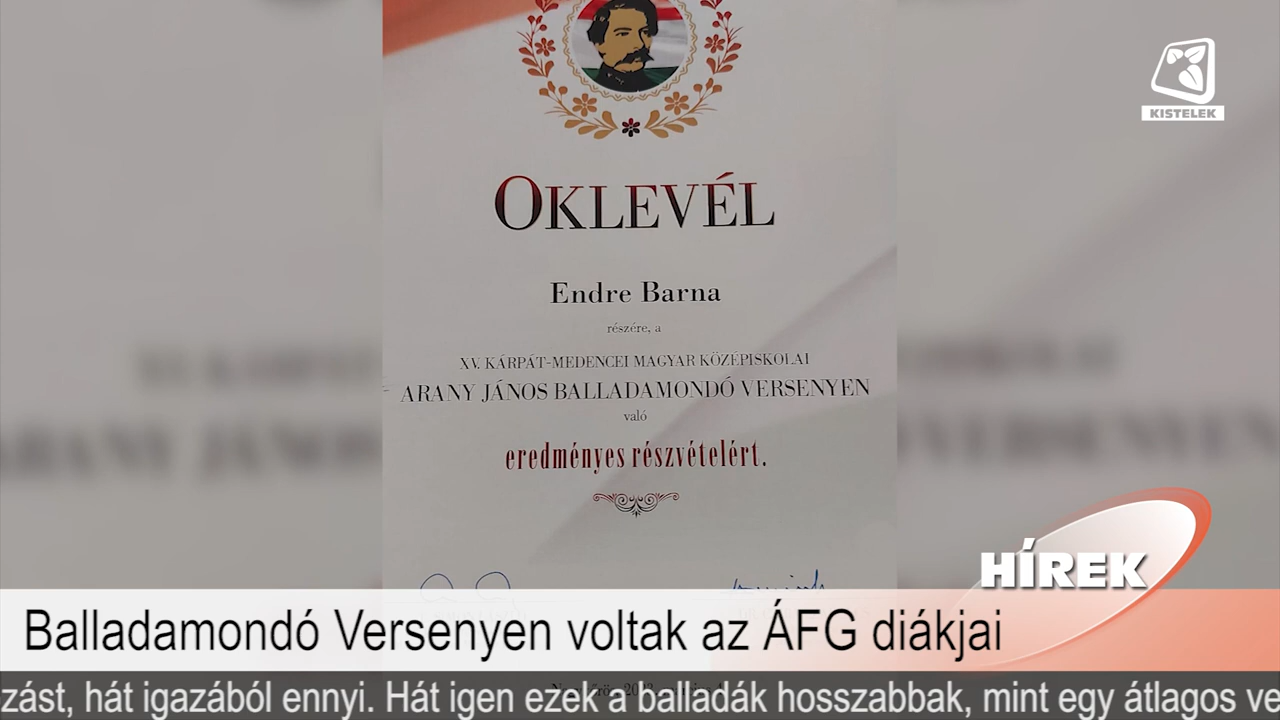 KISTELEK
OKLEVÉL
Endre Barna
részére, a
XV. KÁRPÁT-MEDENCEI MAGYAR KÖZÉPISKOLAI
ARANY JÁNOS BALLADAMONDÓ VERSENYEN
való
eredményes részvételért.
HÍREK
Balladamondó Versenyen voltak az ÁFG diákjai
zást, hát igazából ennyi. Hát igen ezek a balladák hosszabbak, mint egy átlagos ve